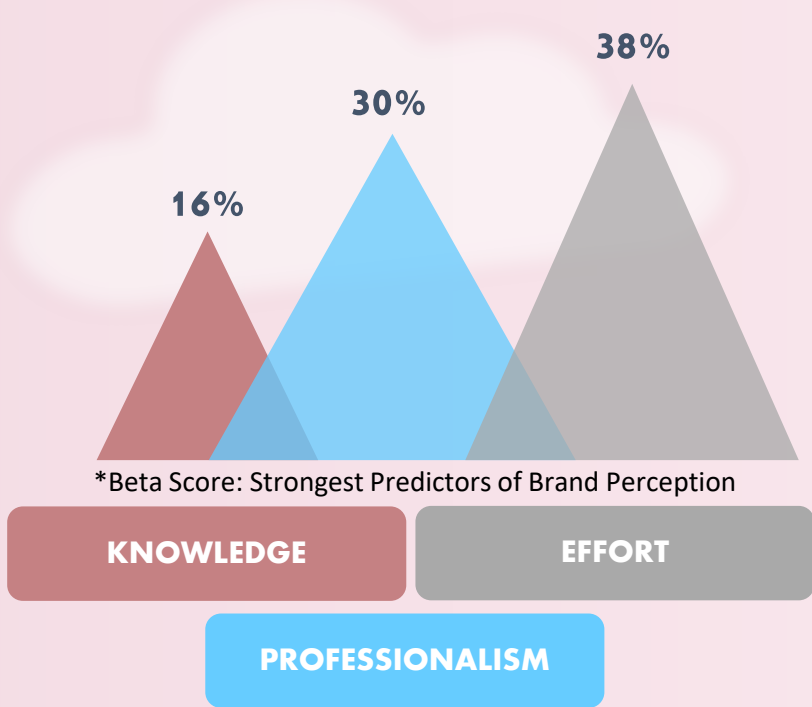 38%
30%
16%
*Beta Score: Strongest Predictors of Brand Perception
KNOWLEDGE
EFFORT
PROFESSIONALISM